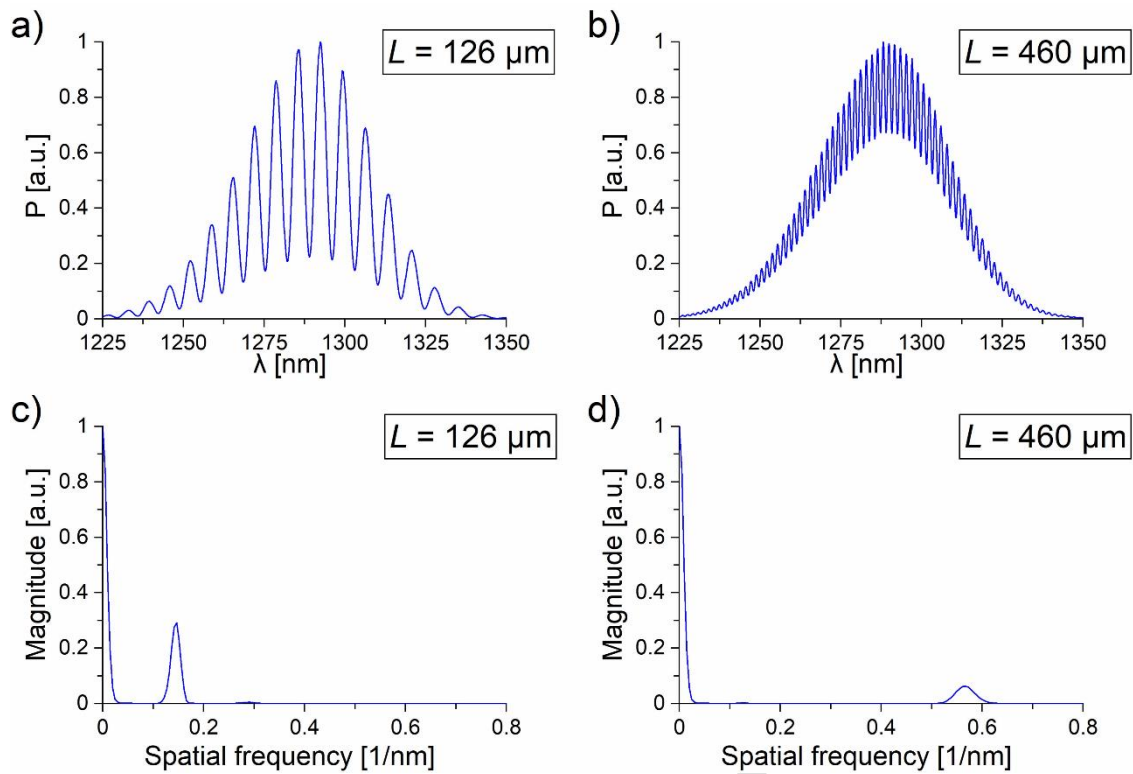 a)
L = 126 µm
P [a.u.]
1
0.8
0.6
0.4
0.2
0
1225 1250 1275 1300 1325 1350
λ [nm]
b)
L = 460 µm
P [a.u.]
1
0.8
0.6
0.4
0.2
0
1225 1250 1275 1300 1325 1350
λ [nm]
c)
L = 126 µm
Magnitude [a.u.]
1
0.8
0.6
0.4
0.2
0
0 0.2 0.4 0.6 0.8
Spatial frequency [1/nm]
d)
L = 460 µm
Magnitude [a.u.]
1
0.8
0.6
0.4
0.2
0
0 0.2 0.4 0.6 0.8
Spatial frequency [1/nm]